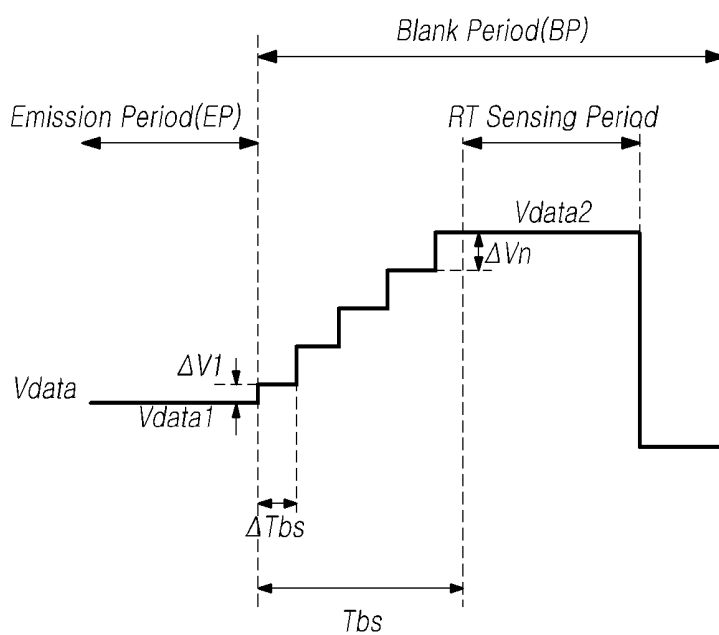 Blank Period(BP)
Emission Period(EP)
RT Sensing Period
Vdata2
ΔVn
ΔV1
Vdata
Vdata1
ΔTbs
Tbs